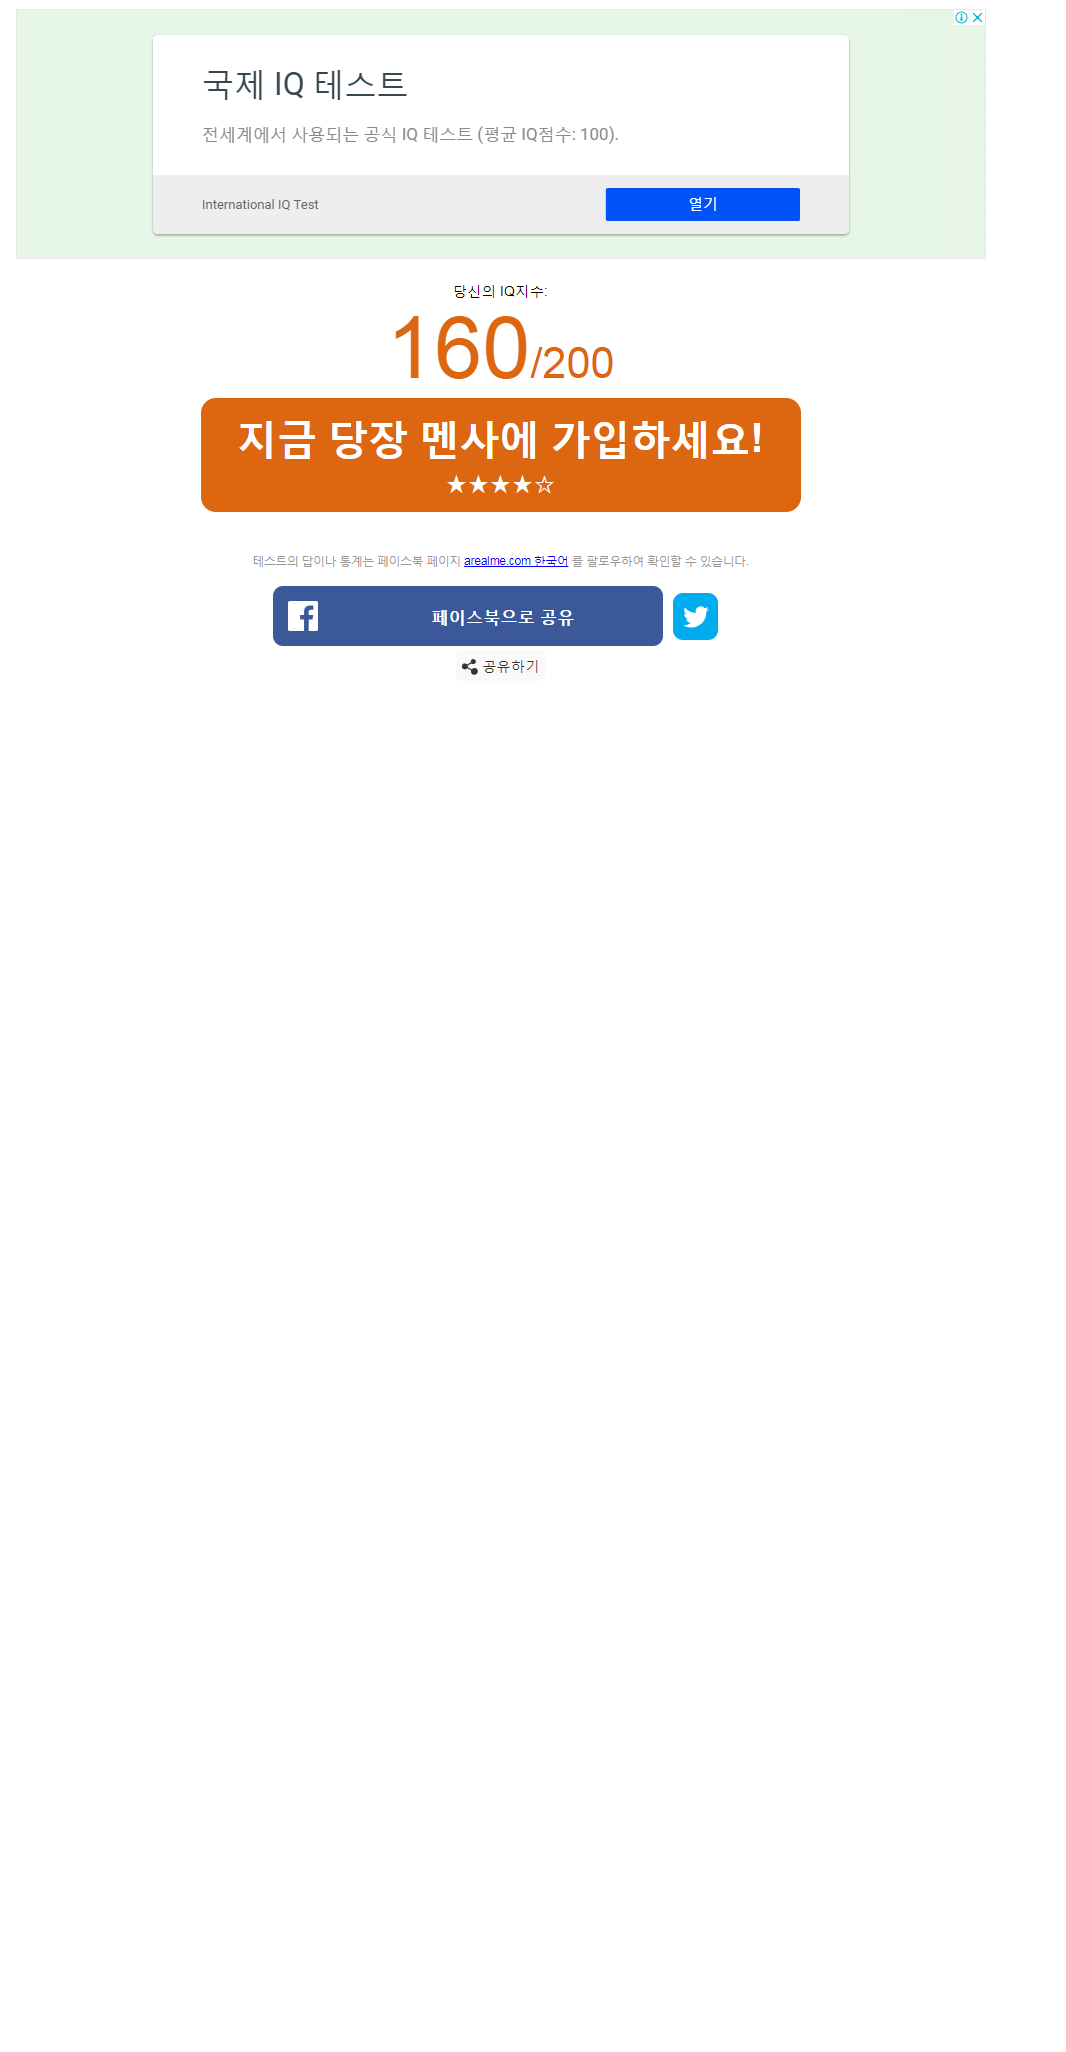 국제 IQ 테스트
전세계에서 사용되는 공식 IQ 테스트 (평균 IQ점수: 100).
International IQ Test
열기
당신의 IQ지수:
160/200
지금 당장 멘사에 가입하세요!
★★★★☆
테스트의 답이나 통계는 페이스북 페이지 arealme.com 한국어 를 팔로우하여 확인할 수 있습니다.
페이스북으로 공유
공유하기